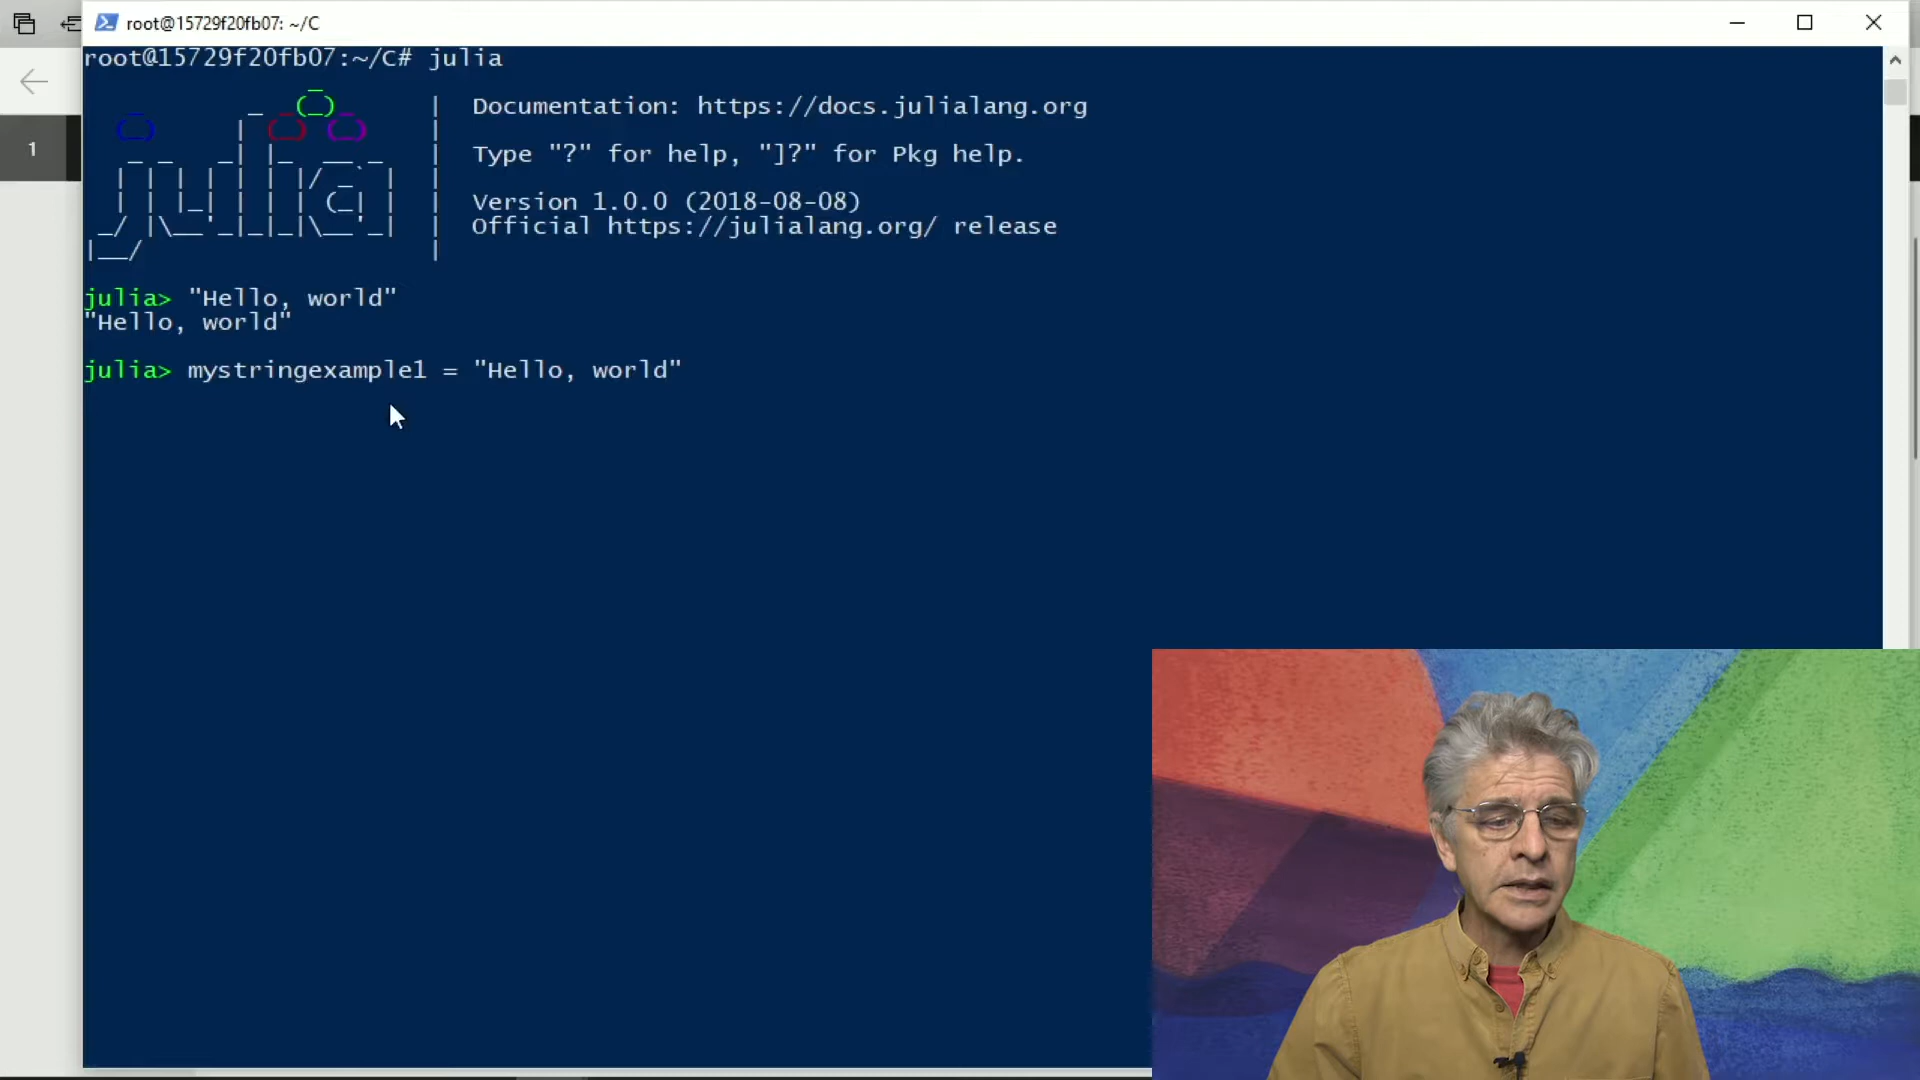 root@15729f20fb07: ~/C
1
root@15729f20fb07:~/C# julia
Documentation: https://docs.julialang.org
Type "?" for help, "]?" for Pkg help.
Version 1.0.0 (2018-08-08)
Official https://julialang.org/ release
julia> "Hello, world"
"Hello, world"
julia> mystringexample1 = "Hello, world"